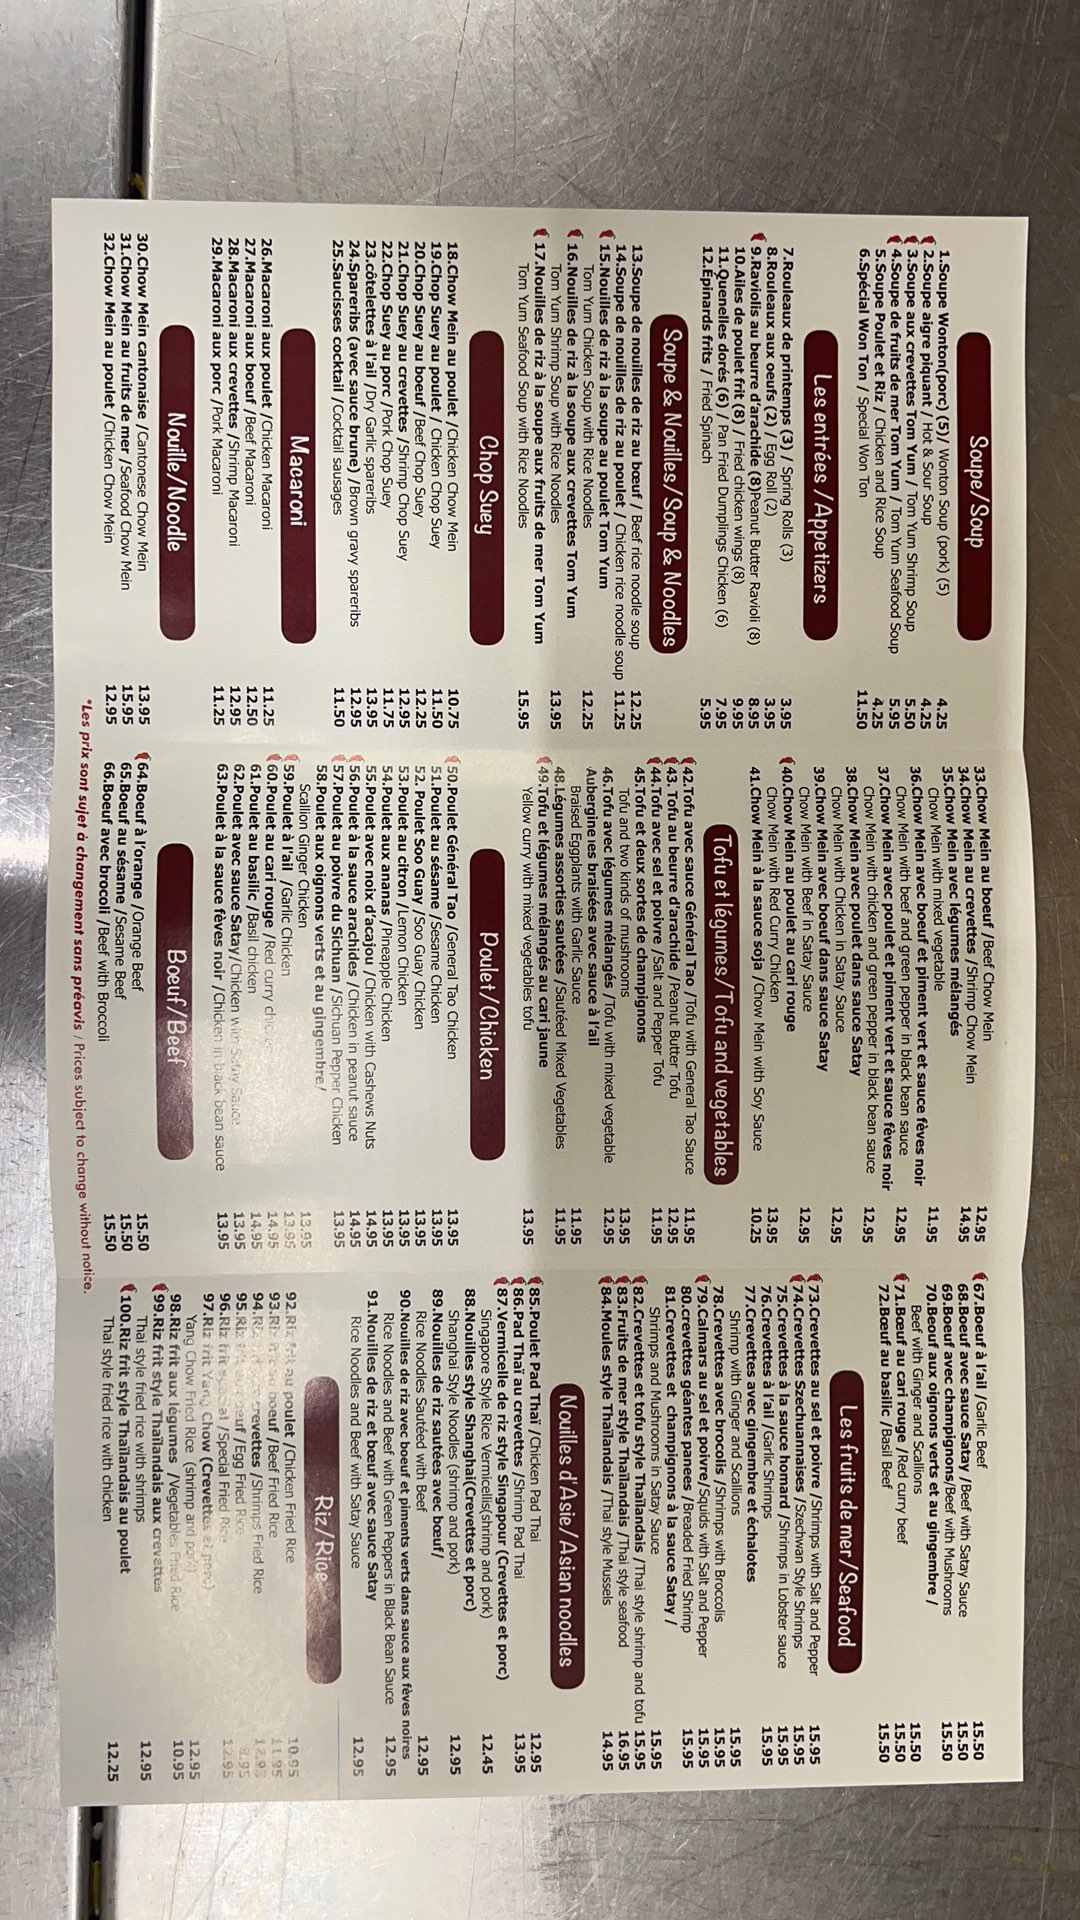 Soupe/Soup
1.Soupe Wonton(porc) (5)/ Wonton Soup (pork) (5) 4.25
2.Soupe aigre piquant / Hot & Sour Soup 4.25
3.Soupe aux crevettes Tom Yum / Tom Yum Shrimp Soup 5.50
4.Soupe de fruits de mer Tom Yum / Tom Yum Seafood Soup 5.95
5.Soupe Poulet et Riz / Chicken and Rice Soup 4.25
6.Spécial Won Ton / Special Won Ton 11.50
Les entrées /Appetizers
7.Rouleaux de printemps (3) / Spring Rolls (3) 3.95
8.Rouleaux aux oeufs (2) / Egg Roll (2) 3.95
9.Raviolis au beurre d’arachide (8)Peanut Butter Ravioli (8) 8.95
10.Ailes de poulet frit (8) / Fried chicken wings (8) 9.95
11.Quenelles dorés (6) / Pan Fried Dumplings Chicken (6) 7.95
12.Épinards frits / Fried Spinach 5.95
Soupe & Nouilles/Soup & Noodles
13.Soupe de nouilles de riz au bœuf / Beef rice noodle soup 12.25
14.Soupe de nouilles de riz au poulet / Chicken rice noodle soup 11.25
15.Nouilles de riz à la soupe au poulet Tom Yum
Tom Yum Chicken Soup with Rice Noodles 12.25
16.Nouilles de riz à la soupe aux crevettes Tom Yum
Tom Yum Shrimp Soup with Rice Noodles 13.95
17.Nouilles de riz à la soupe aux fruits de mer Tom Yum
Tom Yum Seafood Soup with Rice Noodles 15.95
Chop Suey
18.Chow Mein au poulet /Chicken Chow Mein 10.75
19.Chop Suey au poulet / Chicken Chop Suey 11.50
20.Chop Suey au boeuf /Beef Chop Suey 12.25
21.Chop Suey au crevettes /Shrimp Chop Suey 12.95
22.Chop Suey au porc /Pork Chop Suey 11.75
23.côtelettes à l'ail /Dry Garlic spareribs 13.95
24.Spareribs (avec sauce brune) /Brown gravy spareribs 12.95
25.Saucisses cocktail /Cocktail sausages 11.50
Macaroni
26.Macaroni aux poulet /Chicken Macaroni 11.25
27.Macaroni aux boeuf /Beef Macaroni 12.50
28.Macaroni aux crevettes /Shrimp Macaroni 12.95
29.Macaroni aux porc /Pork Macaroni 11.25
Nouille/Noodle
30.Chow Mein cantonaise /Cantonese Chow Mein 13.95
31.Chow Mein au fruits de mer /Seafood Chow Mein 15.95
32.Chow Mein au poulet /Chicken Chow Mein 12.95
33.Chow Mein au boeuf /Beef Chow Mein 12.95
34.Chow Mein au crevettes /Shrimp Chow Mein 14.95
35.Chow Mein avec légumes mélangés
Chow Mein with mixed vegetable 11.95
36.Chow Mein avec boeuf et piment vert et sauce fèves noir
Chow Mein with beef and green pepper in black bean sauce 12.95
37.Chow Mein avec poulet et piment vert et sauce fèves noir
Chow Mein with chicken and green pepper in black bean sauce 12.95
38.Chow Mein avec poulet dans sauce Satay
Chow Mein with Chicken in Satay Sauce 12.95
39.Chow Mein avec boeuf dans sauce Satay
Chow Mein with Beef in Satay Sauce 12.95
40.Chow Mein au poulet au cari rouge
Chow Mein with Red Curry Chicken 13.95
41.Chow Mein à la sauce soja /Chow Mein with Soy Sauce 10.25
Tofu et légumes/Tofu and vegetables
42.Tofu avec sauce Général Tao /Tofu with General Tao Sauce 11.95
43. Tofu au beurre d'arachide /Peanut Butter Tofu 12.95
44.Tofu avec sel et poivre /Salt and Pepper Tofu 11.95
45.Tofu et deux sortes de champignons
Tofu and two kinds of mushrooms 13.95
46.Tofu avec légumes mélangés /Tofu with mixed vegetable 12.95
braisées avec sauce à l’ail
Braised Eggplants with Garlic Sauce 11.95
48.Légumes assorties sautées /Sautéed Mixed Vegetables 11.95
49.Tofu et légumes mélangés au cari jaune
Yellow curry with mixed vegetables tofu 13.95
Poulet/Chicken
50.Poulet Général Tao /General Tao Chicken 13.95
51.Poulet au sésame /Sesame Chicken 13.95
52. Poulet Soo Guay /Soo Guay Chicken 13.95
53.Poulet au citron /Lemon Chicken 13.95
54.Poulet aux ananas /Pineapple Chicken 13.95
55.Poulet avec noix d’acajou /Chicken with Cashews Nuts 14.95
56.Poulet à la sauce arachides /Chicken in peanut sauce 14.95
57.Poulet au poivre du Sichuan /Sichuan Pepper Chicken 13.95
58.Poulet aux oignons verts et au gingembre/
Scallion Ginger Chicken 13.95
59.Poulet à l'ail /Garlic Chicken 13.95
60.Poulet au cari rouge /Red curry chicken 14.95
61.Poulet au basilic /Basil chicken 14.95
62.Poulet avec sauce Satay/Chicken with Satay Sauce 13.95
63.Poulet à la sauce fèves noir /Chicken in black bean sauce 13.95
Bœuf/Beef
64.Boeuf à l’orange /Orange Beef 15.50
65.Boeuf au sésame /Sesame Beef 15.50
66.Boeuf avec brocoli /Beef with Broccoli 15.50
67.Boeuf à l’ail /Garlic Beef 15.50
68.Boeuf avec sauce Satay /Beef with Satay Sauce 15.50
69.Boeuf avec champignons/Beef with Mushrooms 15.50
70.Beouf aux oignons verts et au gingembre /
Beef with Ginger and Scallions 15.50
71.Bœuf au cari rouge /Red curry beef 15.50
72.Bœuf au basilic /Basil Beef 15.50
Les fruits de mer/Seafood
73.Crevettes au sel et poivre /Shrimps with Salt and Pepper 15.95
74.Crevettes Szechuannaises /Szechwan Style Shrimps 15.95
75.Crevettes à la sauce homard /Shrimps in Lobster sauce 15.95
76.Crevettes à l’ail /Garlic Shrimps 15.95
77.Crevettes avec gingembre et échalotes
Shrimp with Ginger and Scallions 15.95
78.Crevettes avec brocolis /Shrimps with Broccolis 15.95
79.Calmars au sel et poivre/Squids with Salt and Pepper 15.95
80.crevettes géantes panees /Breaded Fried Shrimp 15.95
81.Crevettes et champignons à la sauce Satay /
Shrimps and Mushrooms in Satay Sauce 15.95
82.Crevettes et tofu style Thaïlandais /Thai style shrimp and tofu 15.95
83.Fruits de mer style Thaïlandais /Thai style seafood 16.95
84.Moules style Thaïlandais /Thai style Mussels 14.95
Nouilles d'Asie/Asian noodles
85.Poulet Pad Thaï /Chicken Pad Thai 12.95
86.Pad Thaï au crevettes /Shrimp Pad Thai 13.95
87.Vermicelle de riz style Singapour (Crevettes et porc)
Singapore Style Rice Vermicellis(shrimp and pork) 12.45
88.Nouilles style Shanghai(Crevettes et porc)
Shanghai Style Noodles (shrimp and pork) 12.95
89.Nouilles de riz sautées avec bœuf/
Rice Noodles Sautéed with Beef 12.95
90.Nouilles de riz avec boeuf et piments verts dans sauce aux fèves noires
Rice Noodles and Beef with Green Peppers in Black Bean Sauce 12.95
91.Nouilles de riz et bœuf avec sauce Satay
Rice Noodles and Beef with Satay Sauce 12.95
Riz/Rice
92.Riz frit au poulet /Chicken Fried Rice 10.95
93.Riz frit au boeuf /Beef Fried Rice 11.95
94.Riz frit aux crevettes /Shrimps Fried Rice 12.95
95.Riz frit aux oeuf /Egg Fried Rice 8.95
96.Riz frit spécial /Special Fried Rice 12.95
97.Riz frit Yang Chow (Crevettes et porc)
Yang Chow Fried Rice (shrimp and pork) 12.95
98.Riz frit aux légumes /Vegetables Fried Rice 10.95
99.Riz frit style Thaïlandais aux crevettes
Thai style fried rice with shrimps 12.95
100.Riz frit style Thaïlandais au poulet
Thai style fried rice with chicken 12.25
*Les prix sont sujet à changement sans préavis / Prices subject to change without notice.